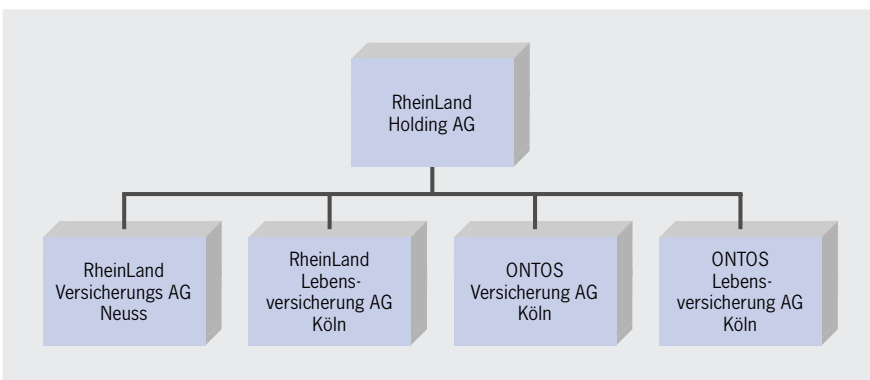 RheinLand
Holding AG
RheinLand
Versicherungs AG
Neuss
RheinLand
Lebens-
versicherung AG
Köln
ONTOS
Versicherung AG
Köln
ONTOS
Lebens-
versicherung AG
Köln